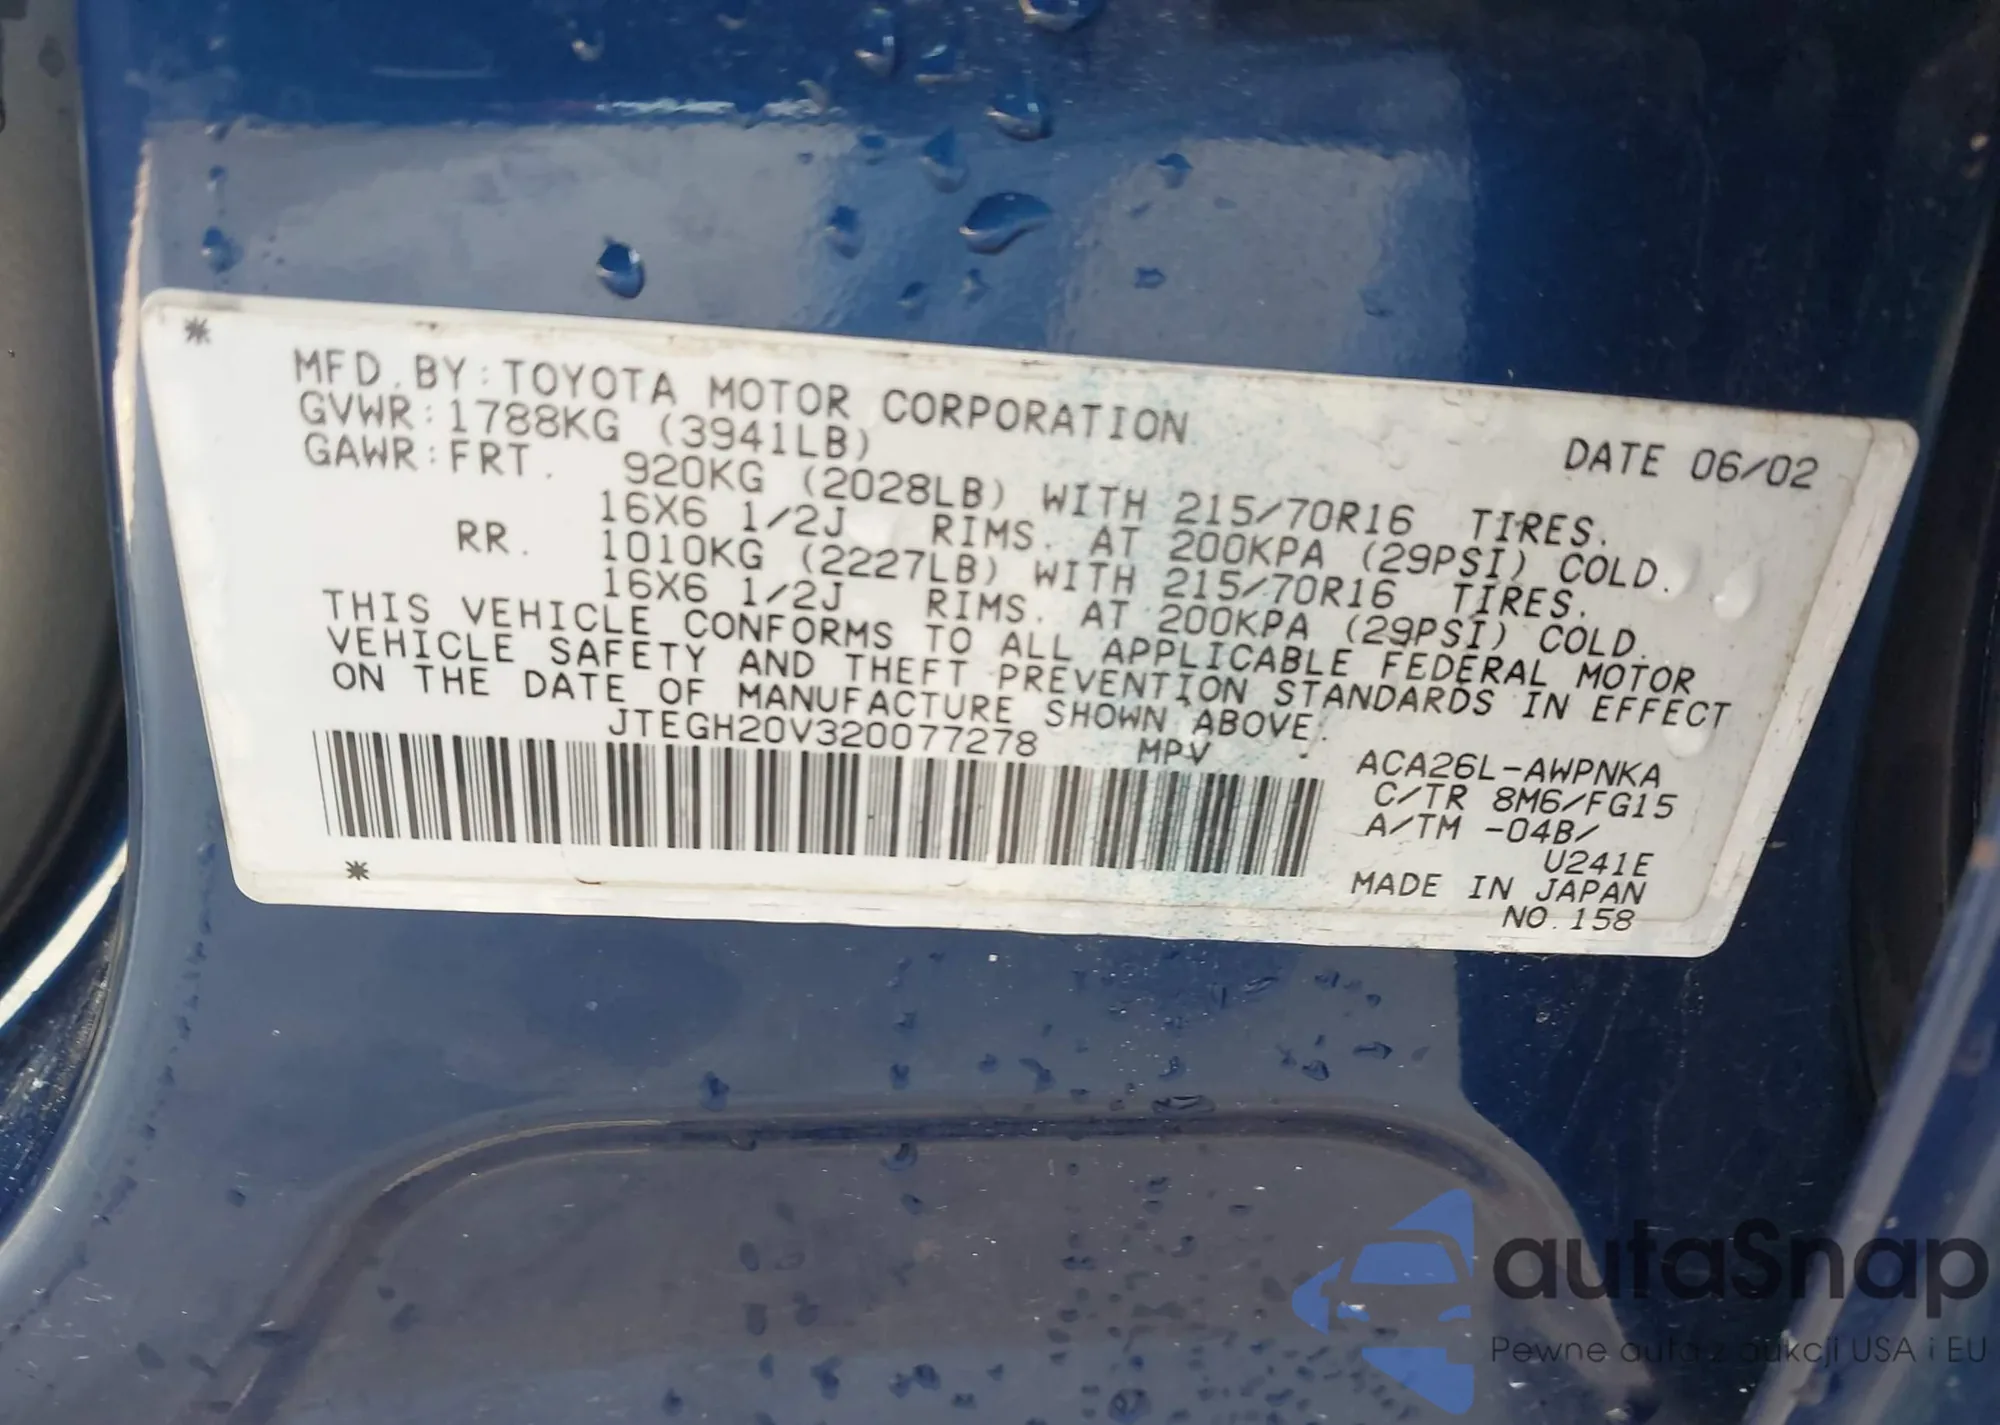 MFD. BY: TOYOTA MOTOR CORPORATION DATE 06/02
GVWR: 1788KG (3941LB)
GAWR: FRT. 920KG (2028LB) WITH 215/70R16 TIRES.
16X6 1/2J RIMS. AT 200KPA (29PSI) COLD.
RR. 1010KG (2227LB) WITH 215/70R16 TIRES.
16X6 1/2J RIMS. AT 200KPA (29PSI) COLD.
THIS VEHICLE CONFORMS TO ALL APPLICABLE FEDERAL MOTOR
VEHICLE SAFETY AND THEFT PREVENTION STANDARDS IN EFFECT
ON THE DATE OF MANUFACTURE SHOWN ABOVE.
JTEGH20V320077278 MPV
ACA26L-AWPNKA
C/TR 8M6/FG15
A/TM -04B/
U241E
MADE IN JAPAN
NO.158
autaSnap
Pewne auta z aukcji USA i EU